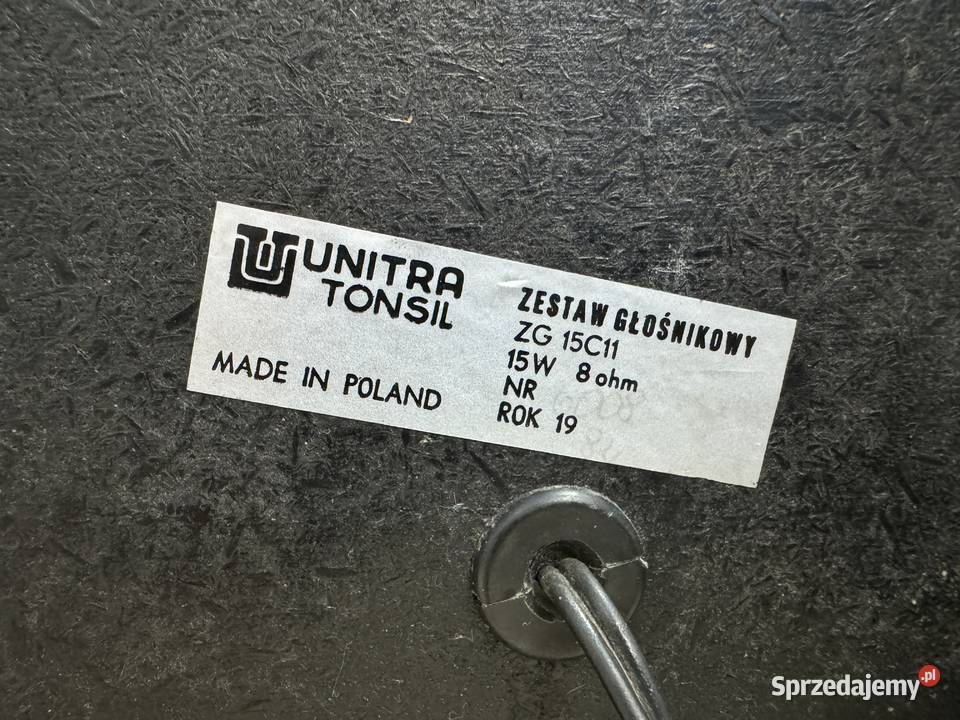 UNITRA
TONSIL
MADE IN POLAND
ZESTAW GŁOŚNIKOWY
ZG 15C11
15W 8 ohm
NR
ROK 19
Sprzedajemy.pl